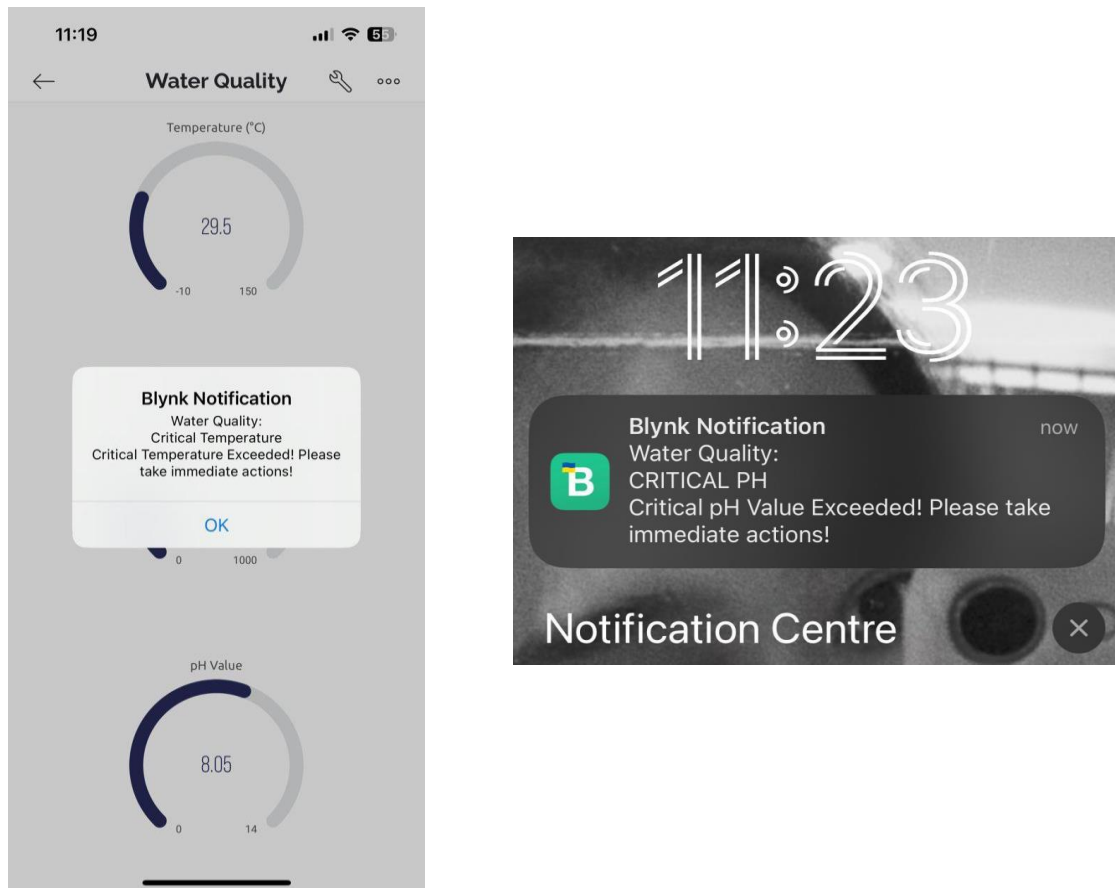 11:19
55
Water Quality
Temperature (°C)
29.5
-10 150
Blynk Notification
Water Quality:
Critical Temperature
Critical Temperature Exceeded! Please
take immediate actions!
OK
0 1000
pH Value
8.05
0 14
11:23
Blynk Notification now
Water Quality:
CRITICAL PH
Critical pH Value Exceeded! Please take
immediate actions!
B
Notification Centre